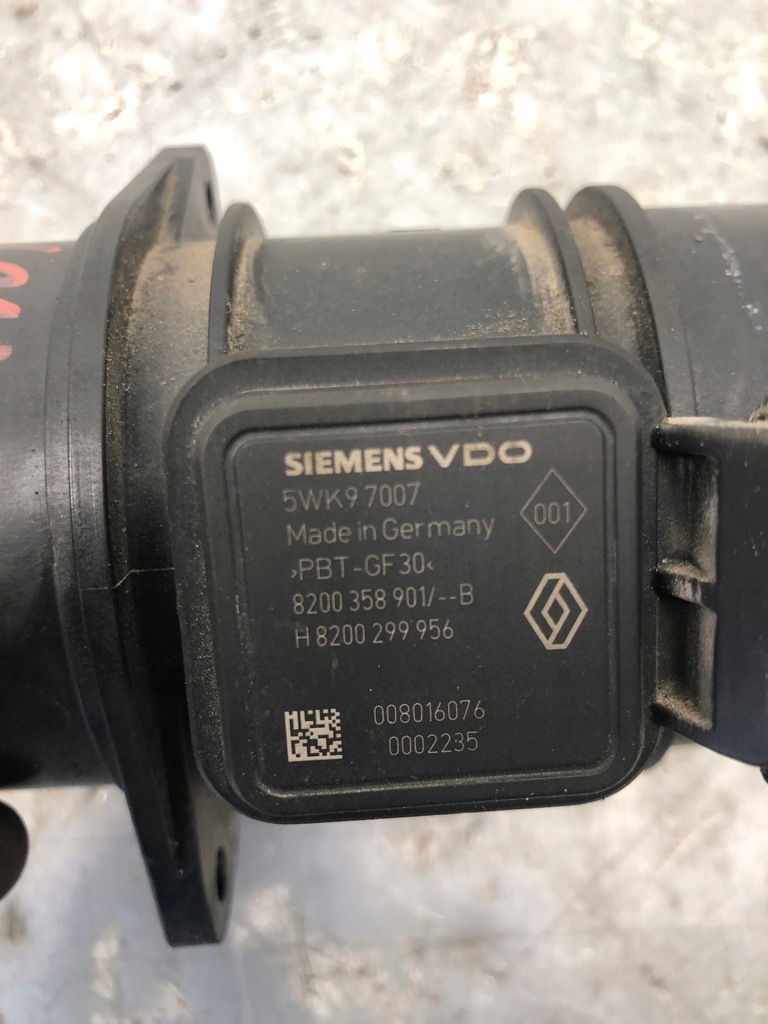 SIEMENS VDO
5WK9 7007
001
Made in Germany
>PBT-GF30<
8200 358 901/--B
H 8200 299 956
008016076
0002235